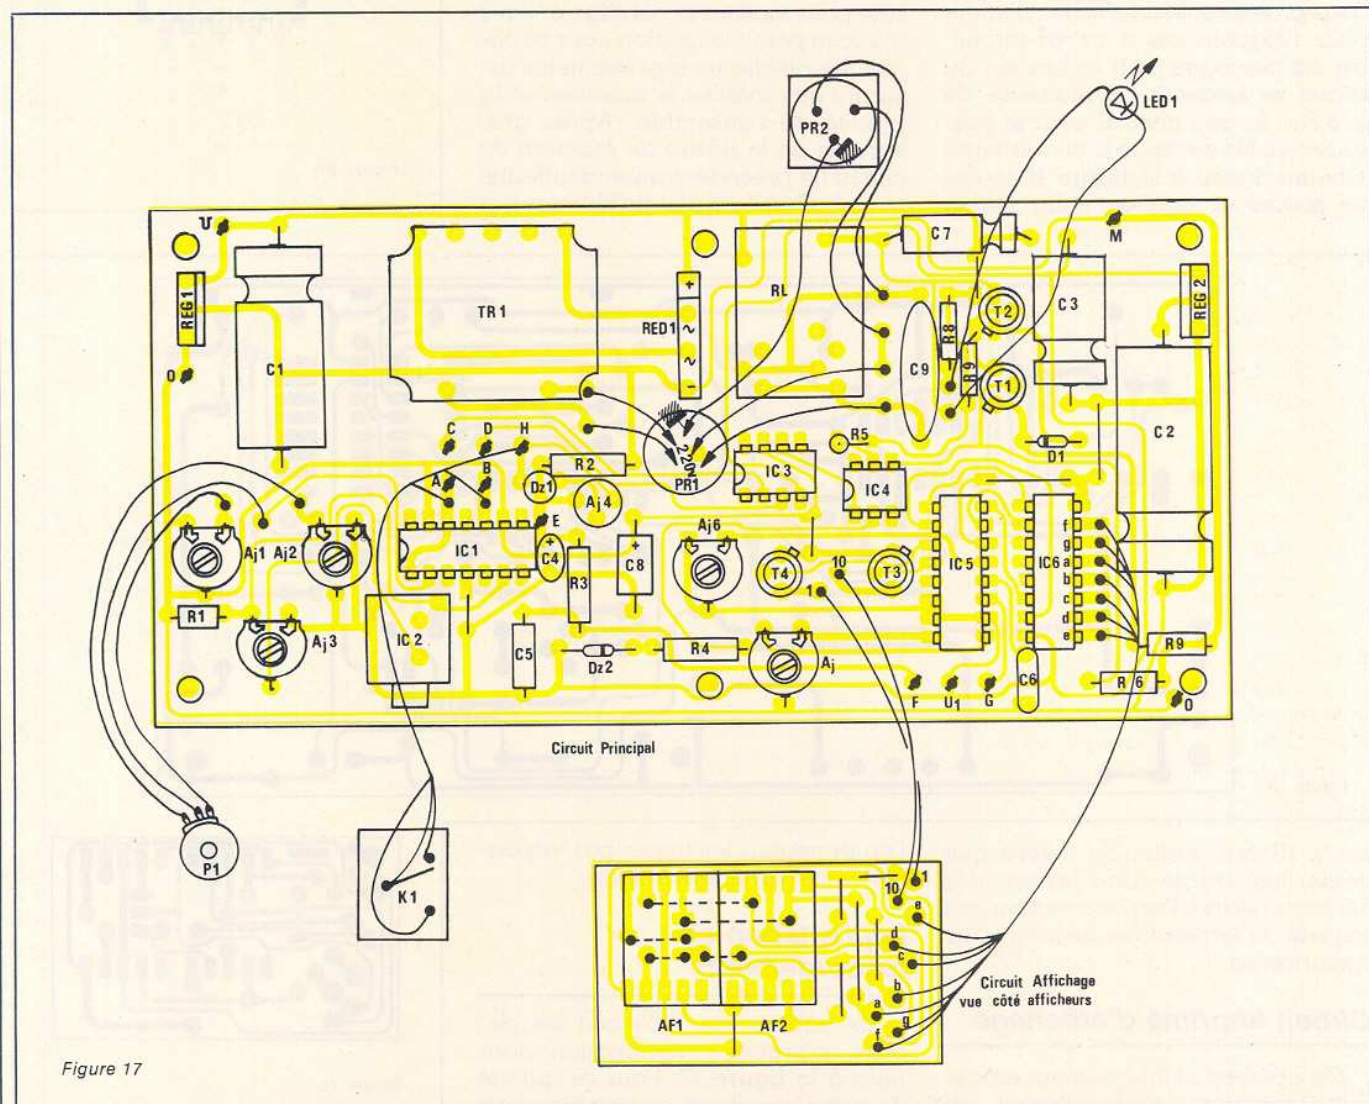 PR2
LED1
U
M
REG1
0
C1
TR1
+
RED1
~
~
−
RL
C7
C3
T2
R8
R9
T1
C9
REG2
C2
C
D
H
A
B
R2
Dz1
Aj4
220V
PR1
IC3
R5
IC4
D1
Aj1
Aj2
IC1
E
+
C4
R3
+
C8
Aj6
T4
10
1
T3
IC5
IC6
f
g
a
b
c
d
e
R1
Aj3
IC2
C5
Dz2
R4
Aj
F
U1
G
C6
R9
R6
0
Circuit Principal
P1
K1
AF1
AF2
10
1
e
d
c
b
a
g
f
Circuit Affichage
vue côté afficheurs
Figure 17